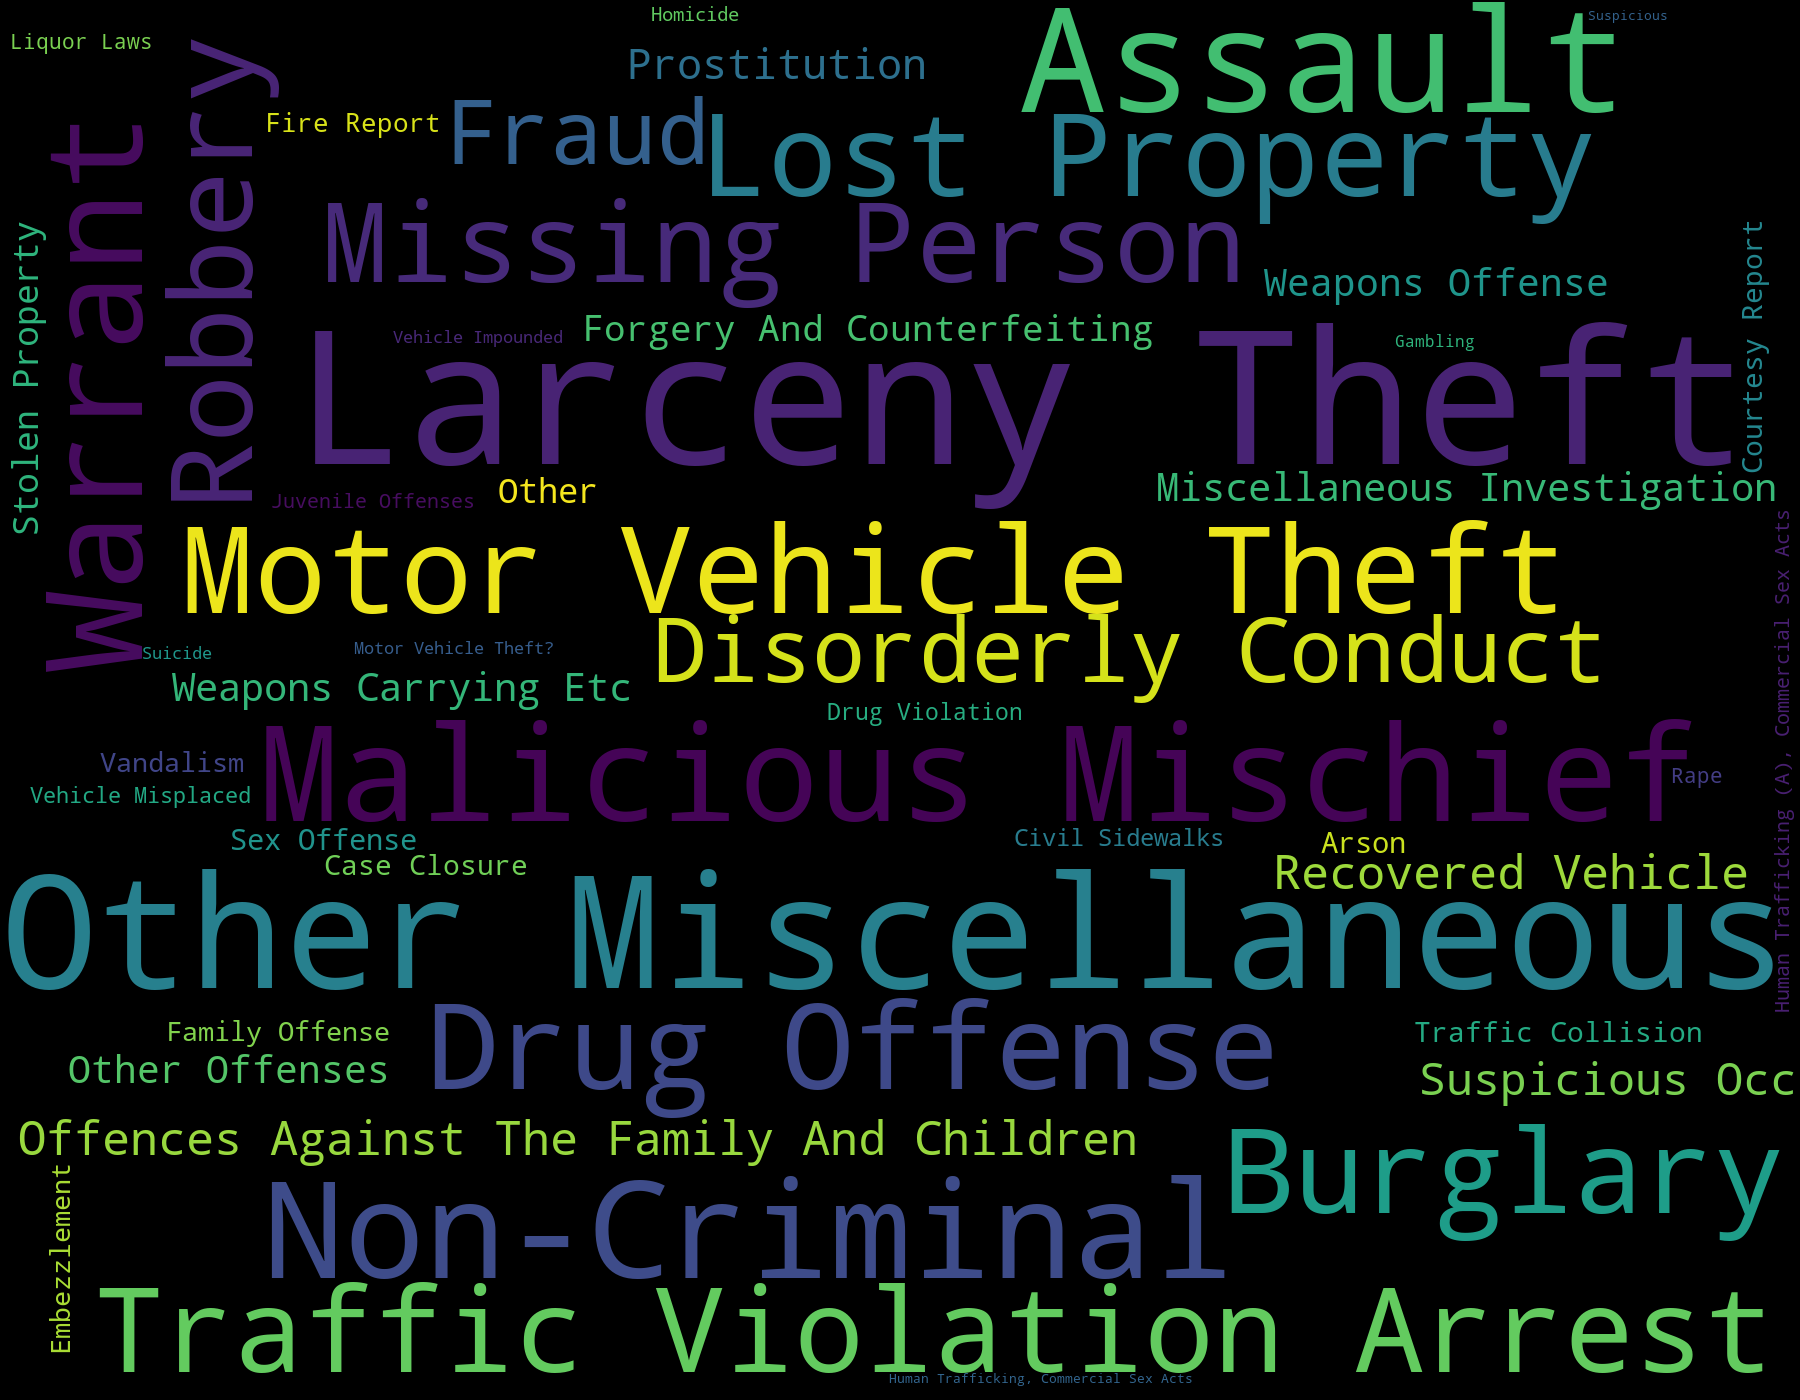 Homicide
Suspicious
Liquor Laws
Assault
Prostitution
Fire Report
Fraud
Lost Property
Warrant
Robbery
Stolen Property
Missing Person
Weapons Offense
Courtesy Report
Vehicle Impounded
Forgery And Counterfeiting
Gambling
Larceny Theft
Juvenile Offenses
Other
Miscellaneous Investigation
Motor Vehicle Theft
Human Trafficking (A), Commercial Sex Acts
Suicide
Motor Vehicle Theft?
Disorderly Conduct
Weapons Carrying Etc
Drug Violation
Vandalism
Malicious Mischief
Rape
Vehicle Misplaced
Sex Offense
Civil Sidewalks
Arson
Case Closure
Recovered Vehicle
Other Miscellaneous
Family Offense
Drug Offense
Traffic Collision
Other Offenses
Suspicious Occ
Offences Against The Family And Children
Burglary
Embezzlement
Non-Criminal
Traffic Violation Arrest
Human Trafficking, Commercial Sex Acts